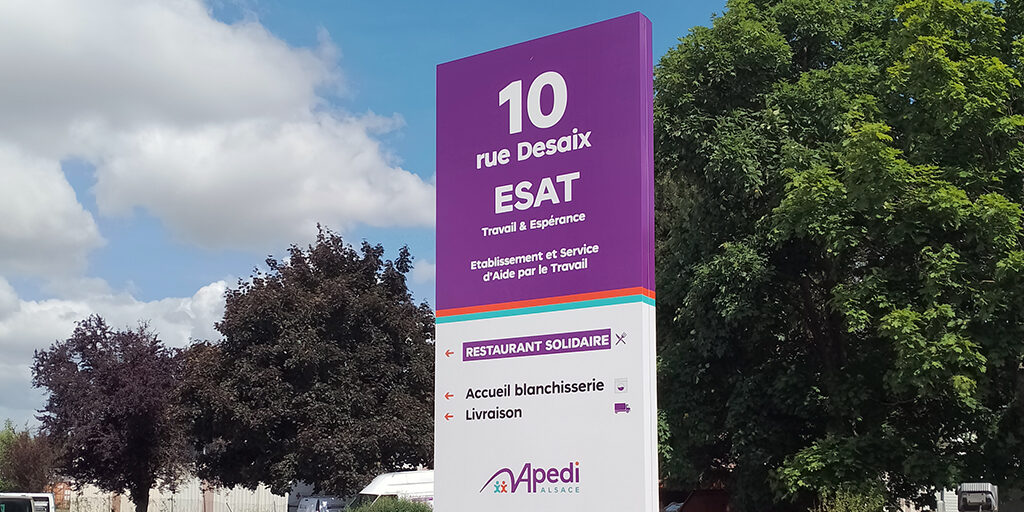 10
rue Desaix
ESAT
Travail & Espérance
Etablissement et Service
d'Aide par le Travail
RESTAURANT SOLIDAIRE
Accueil blanchisserie
Livraison
Apedi
ALSACE